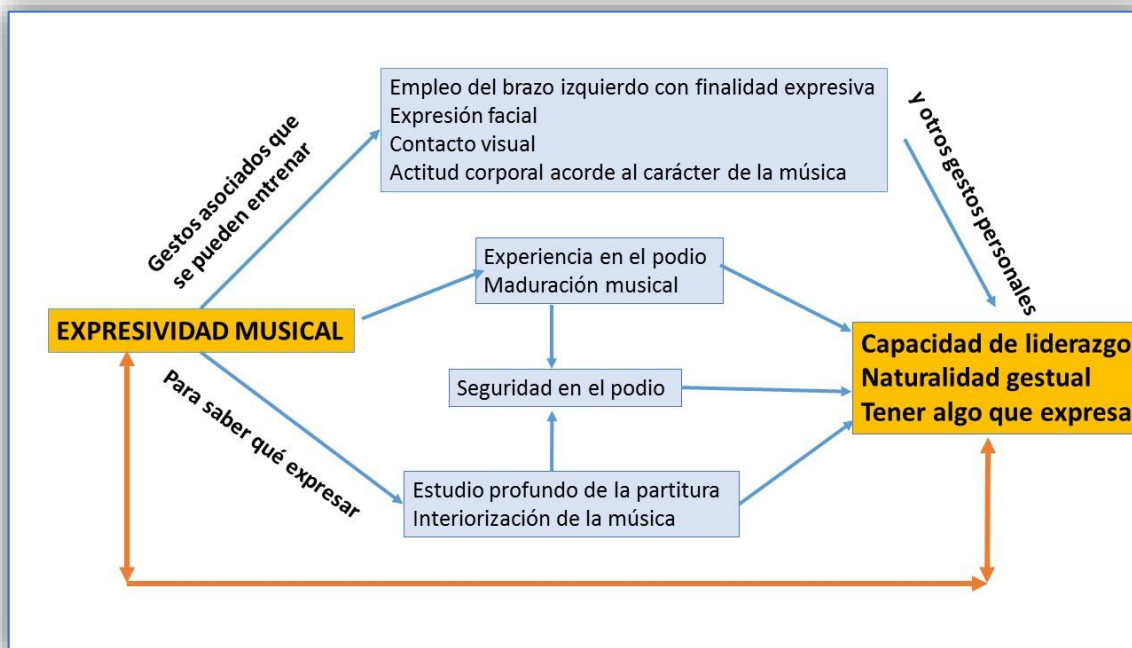 Empleo del brazo izquierdo con finalidad expresiva
Expresión facial
Contacto visual
Actitud corporal acorde al carácter de la música
Gestos asociados que
se pueden entrenar
y otros gestos personales
Experiencia en el podio
Maduración musical
EXPRESIVIDAD MUSICAL
Capacidad de liderazgo
Naturalidad gestual
Tener algo que expresa
Seguridad en el podio
Para saber qué expresar
Estudio profundo de la partitura
Interiorización de la música